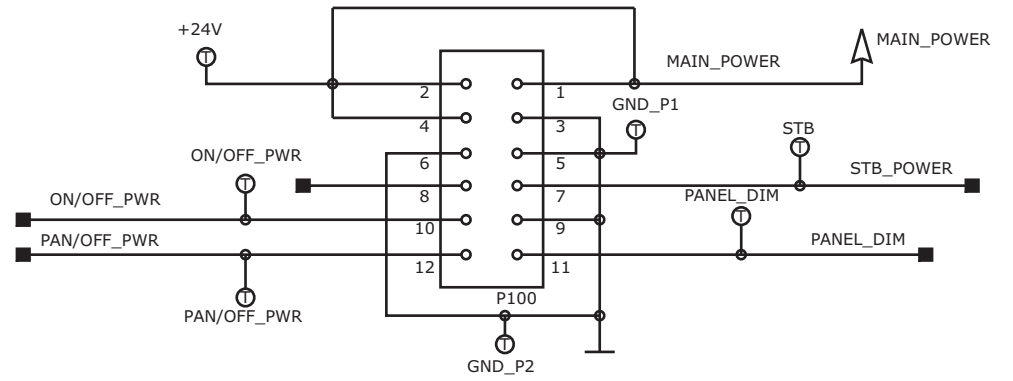 +24V
MAIN_POWER
MAIN_POWER
2
1
GND_P1
4
3
STB
ON/OFF_PWR
6
5
STB_POWER
ON/OFF_PWR
8
7
PANEL_DIM
PAN/OFF_PWR
10
9
PANEL_DIM
12
11
PAN/OFF_PWR
P100
GND_P2
T
T
T
T
T
T
T